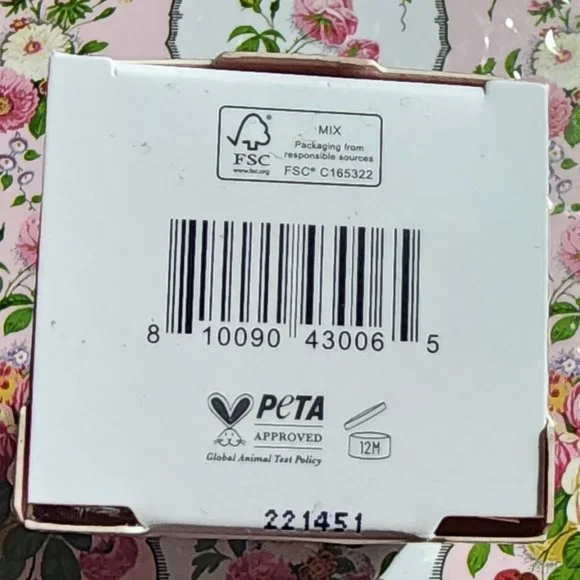 MIX
Packaging from
responsible sources
FSC
www.fsc.org
FSC® C165322
8 10090 43006 5
PETA
APPROVED
Global Animal Test Policy
12M
221451